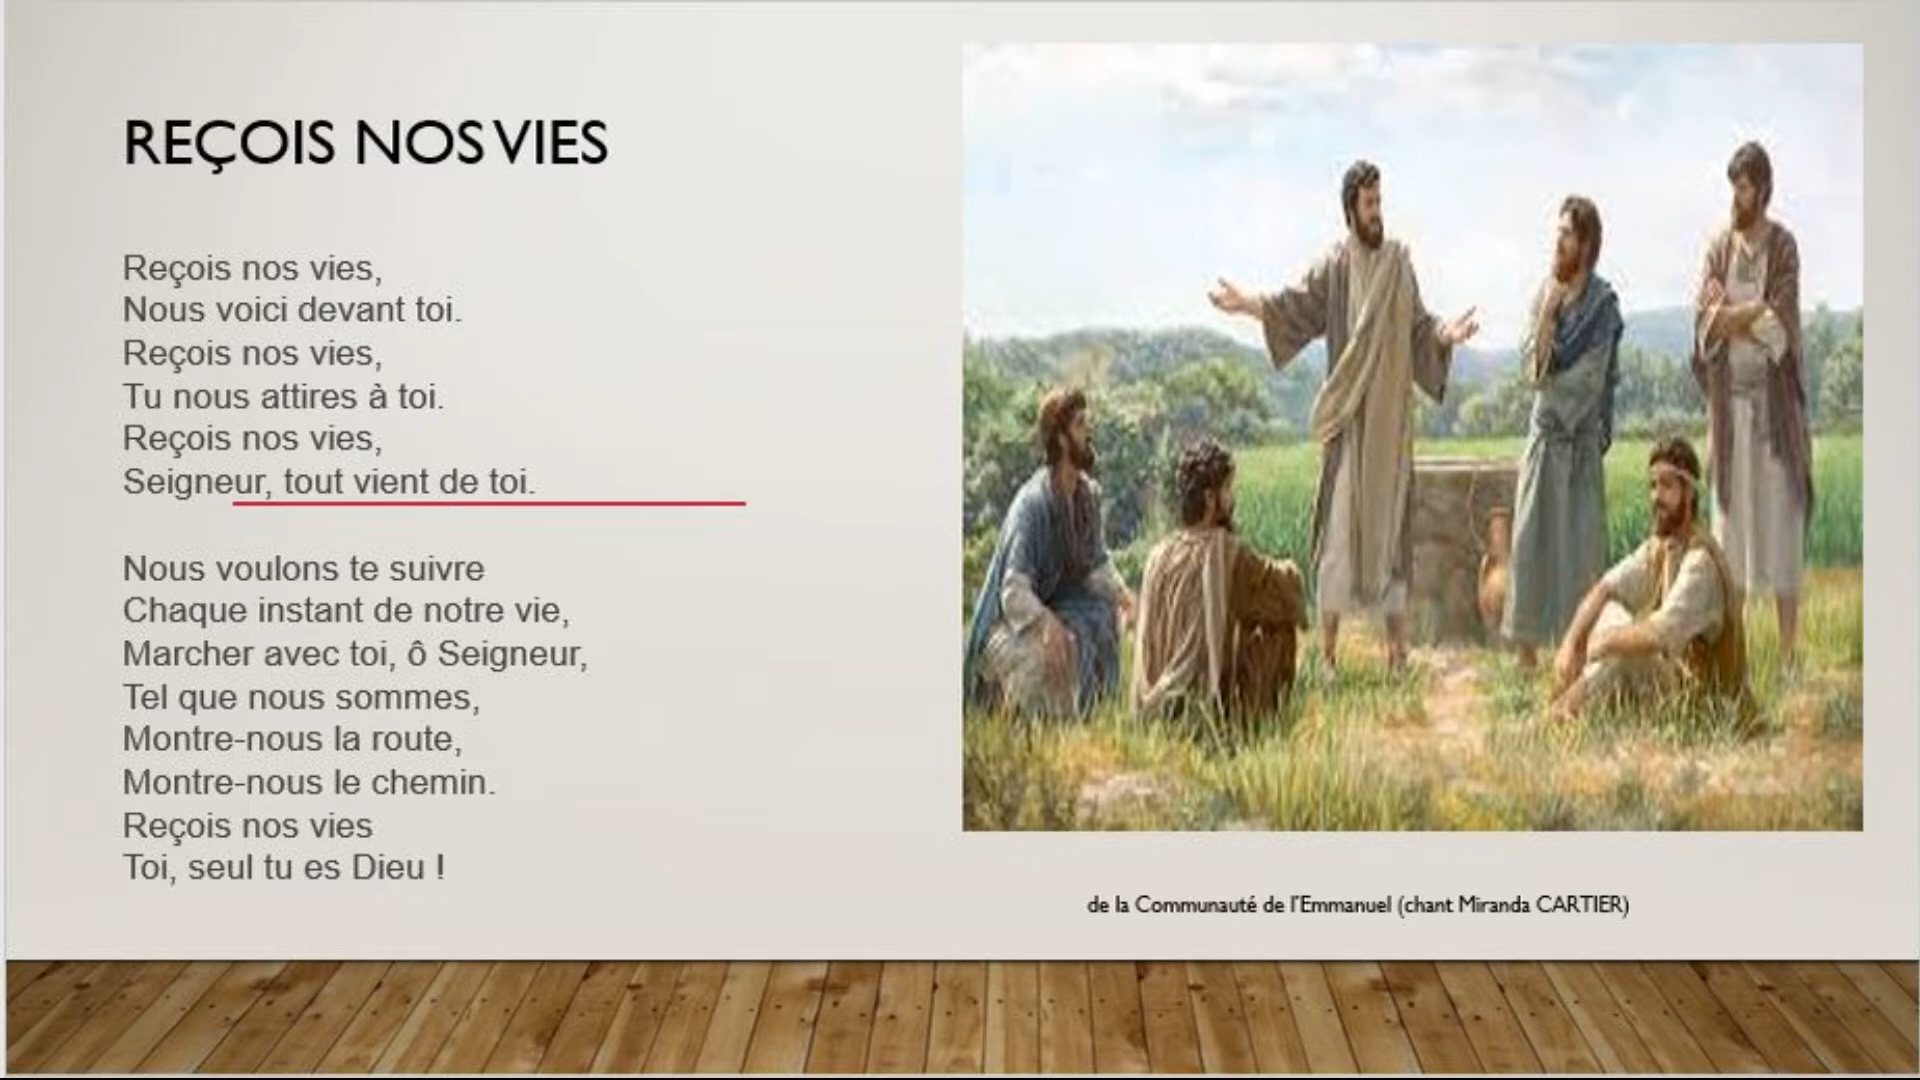 REÇOIS NOS VIES
Reçois nos vies,
Nous voici devant toi.
Reçois nos vies,
Tu nous attires à toi.
Reçois nos vies,
Seigneur, tout vient de toi.
Nous voulons te suivre
Chaque instant de notre vie,
Marcher avec toi, ô Seigneur,
Tel que nous sommes,
Montre-nous la route,
Montre-nous le chemin.
Reçois nos vies
Toi, seul tu es Dieu !
de la Communauté de l'Emmanuel (chant Miranda CARTIER)